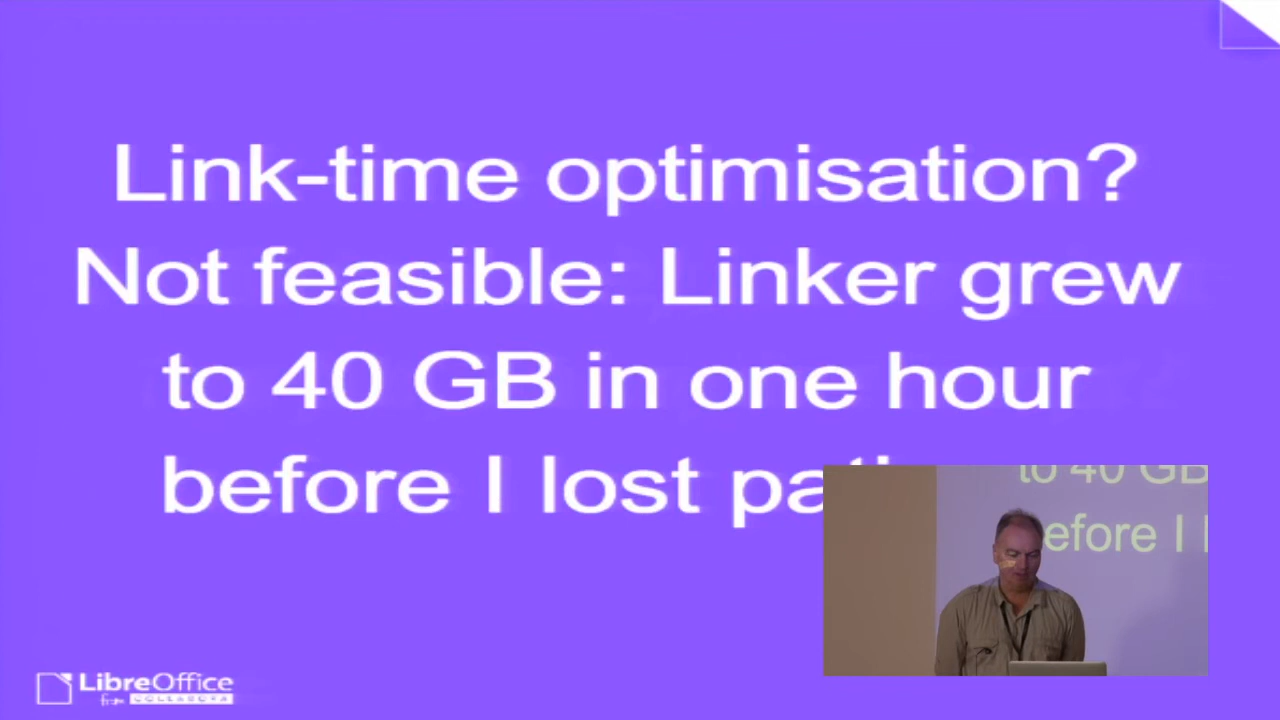 Link-time optimisation?
Not feasible: Linker grew
to 40 GB in one hour
before I lost
to 40 GB
efore I
LibreOffice
from COLLABORA